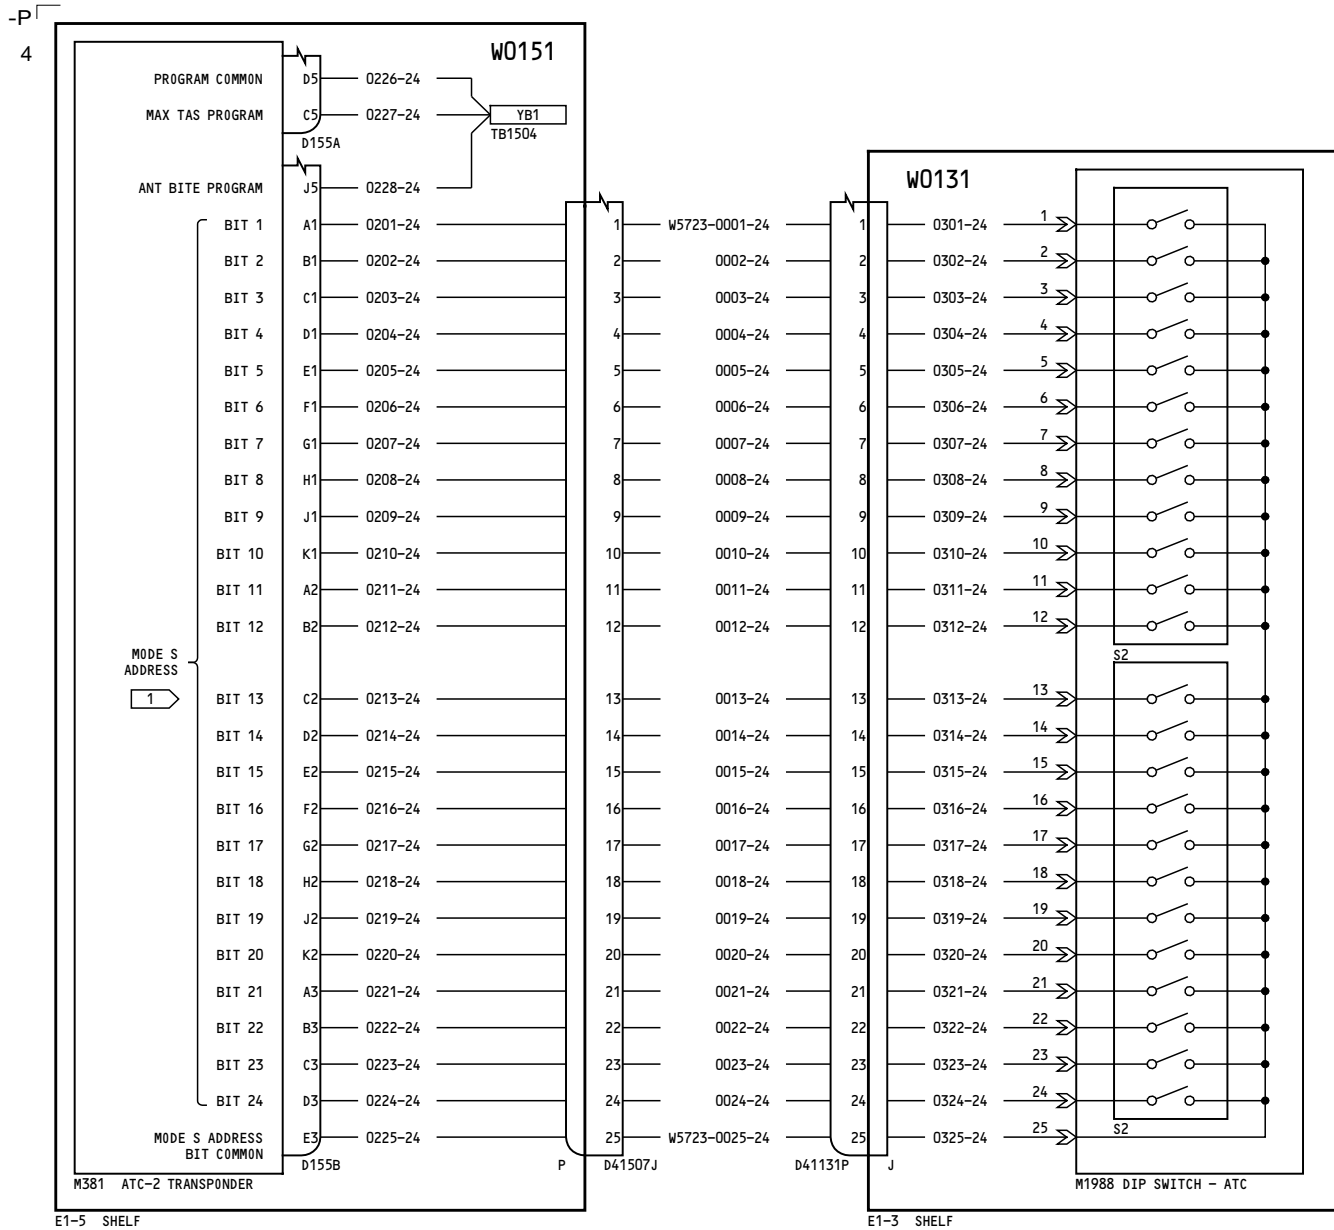 -P
4
W0151
PROGRAM COMMON D5 0226-24
MAX TAS PROGRAM C5 0227-24 YB1
D155A TB1504
W0131
ANT BITE PROGRAM J5 0228-24
BIT 1 A1 0201-24 1 W5723-0001-24 1 0301-24 1
BIT 2 B1 0202-24 2 0002-24 2 0302-24 2
BIT 3 C1 0203-24 3 0003-24 3 0303-24 3
BIT 4 D1 0204-24 4 0004-24 4 0304-24 4
BIT 5 E1 0205-24 5 0005-24 5 0305-24 5
BIT 6 F1 0206-24 6 0006-24 6 0306-24 6
BIT 7 G1 0207-24 7 0007-24 7 0307-24 7
BIT 8 H1 0208-24 8 0008-24 8 0308-24 8
BIT 9 J1 0209-24 9 0009-24 9 0309-24 9
BIT 10 K1 0210-24 10 0010-24 10 0310-24 10
BIT 11 A2 0211-24 11 0011-24 11 0311-24 11
BIT 12 B2 0212-24 12 0012-24 12 0312-24 12
MODE S
ADDRESS
S2
1
BIT 13 C2 0213-24 13 0013-24 13 0313-24 13
BIT 14 D2 0214-24 14 0014-24 14 0314-24 14
BIT 15 E2 0215-24 15 0015-24 15 0315-24 15
BIT 16 F2 0216-24 16 0016-24 16 0316-24 16
BIT 17 G2 0217-24 17 0017-24 17 0317-24 17
BIT 18 H2 0218-24 18 0018-24 18 0318-24 18
BIT 19 J2 0219-24 19 0019-24 19 0319-24 19
BIT 20 K2 0220-24 20 0020-24 20 0320-24 20
BIT 21 A3 0221-24 21 0021-24 21 0321-24 21
BIT 22 B3 0222-24 22 0022-24 22 0322-24 22
BIT 23 C3 0223-24 23 0023-24 23 0323-24 23
BIT 24 D3 0224-24 24 0024-24 24 0324-24 24
S2
MODE S ADDRESS E3 0225-24 25 W5723-0025-24 25 0325-24 25
BIT COMMON
D155B P D41507J D41131P J
M381 ATC-2 TRANSPONDER M1988 DIP SWITCH - ATC
E1-5 SHELF E1-3 SHELF